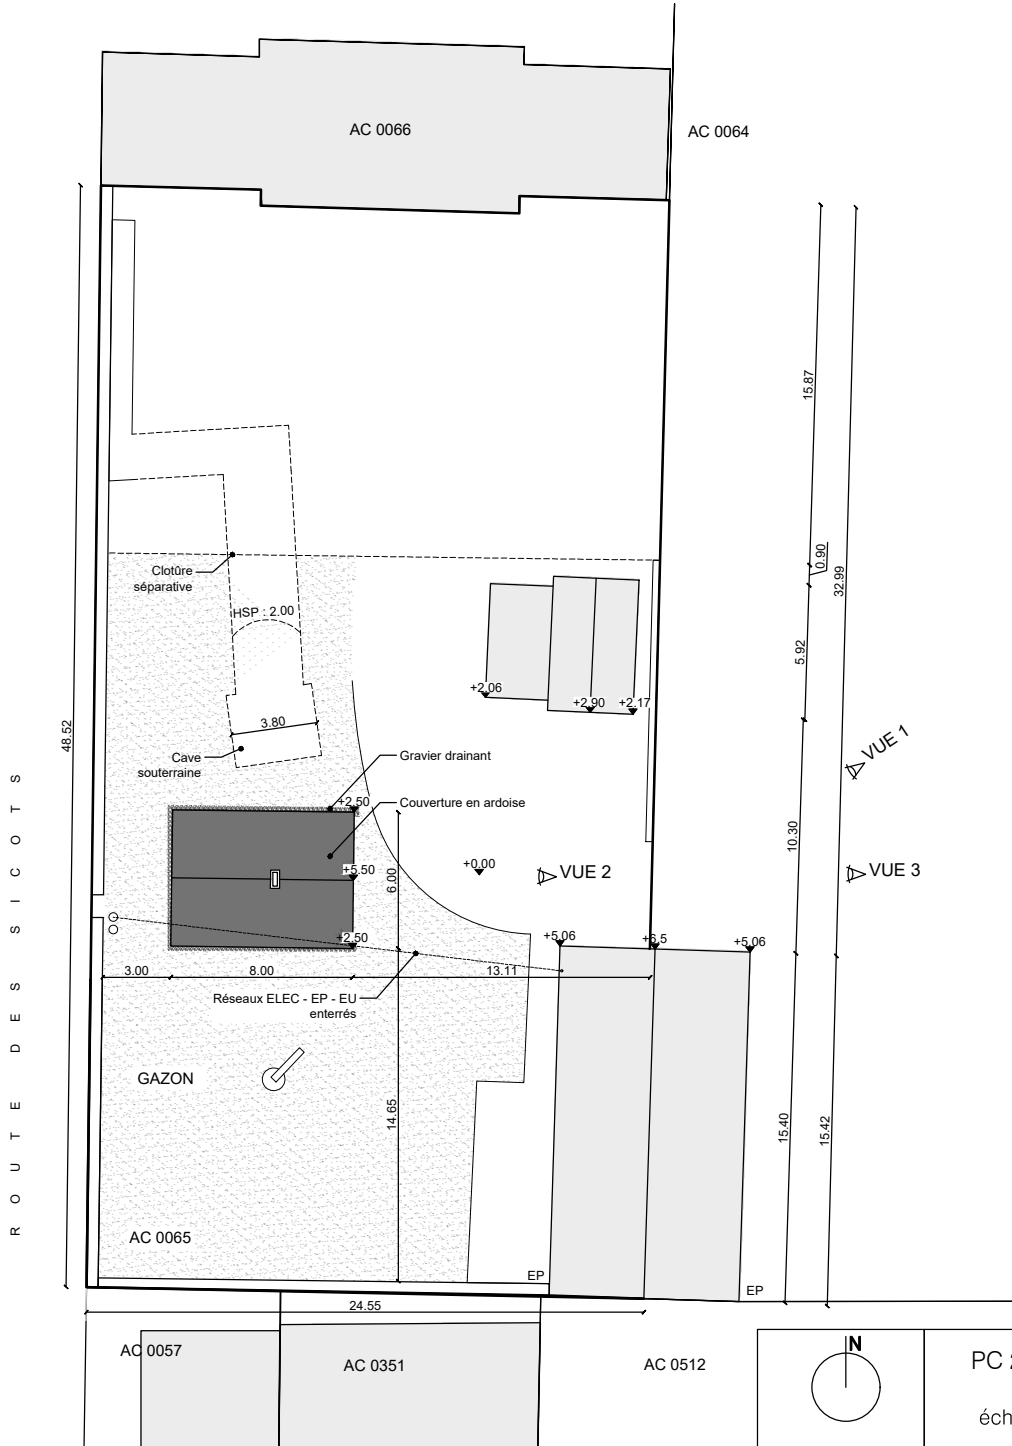 AC 0066
AC 0064
15.87
0.90
32.99
Clotûre
séparative
HSP : 2.00
5.92
+2.06
+2.90
+2.17
3.80
48.52
Cave
souterraine
Gravier drainant
VUE 1
+2.50
Couverture en ardoise
10.30
+0.00
+5.50
6.00
VUE 2
VUE 3
+2.50
+5.06
+6,5
+5.06
3.00
8.00
13.11
Réseaux ELEC - EP - EU
enterrés
ROUTE DES SICOTS
GAZON
14.65
15.40
15.42
AC 0065
EP
EP
24.55
AC 0057
AC 0351
AC 0512
N
PC 2
éch